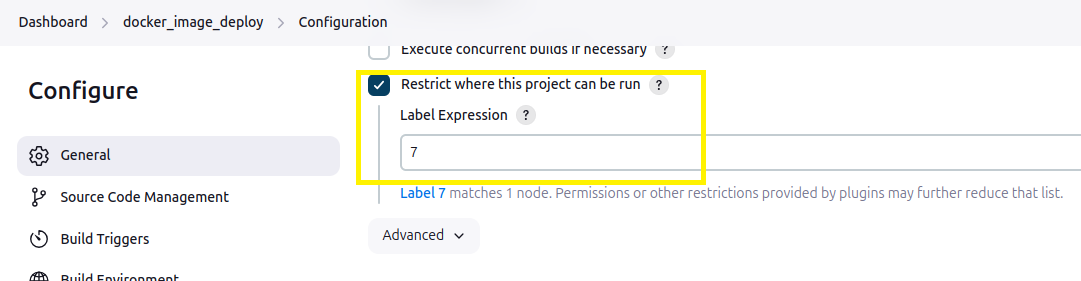 Dashboard > docker_image_deploy > Configuration
Execute concurrent builds if necessary ?
Configure
Restrict where this project can be run ?
Label Expression ?
7
Label 7 matches 1 node. Permissions or other restrictions provided by plugins may further reduce that list.
Advanced
General
Source Code Management
Build Triggers
Build Environment